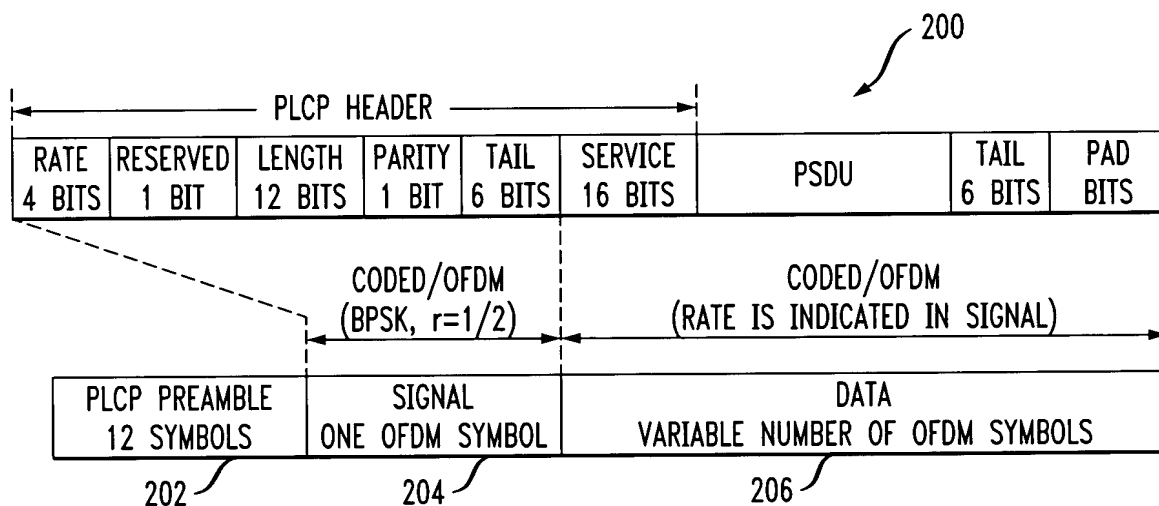 200
PLCP HEADER
RATE
4 BITS
RESERVED
1 BIT
LENGTH
12 BITS
PARITY
1 BIT
TAIL
6 BITS
SERVICE
16 BITS
PSDU
TAIL
6 BITS
PAD
BITS
CODED/OFDM
(BPSK, r=1/2)
CODED/OFDM
(RATE IS INDICATED IN SIGNAL)
PLCP PREAMBLE
12 SYMBOLS
SIGNAL
ONE OFDM SYMBOL
DATA
VARIABLE NUMBER OF OFDM SYMBOLS
202
204
206